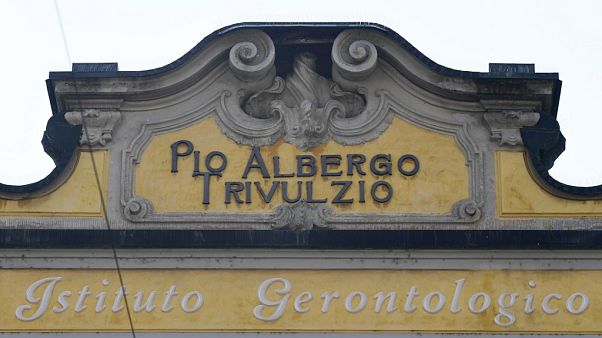 PIO ALBERGO
TRIVULZIO
Istituto Gerontologico